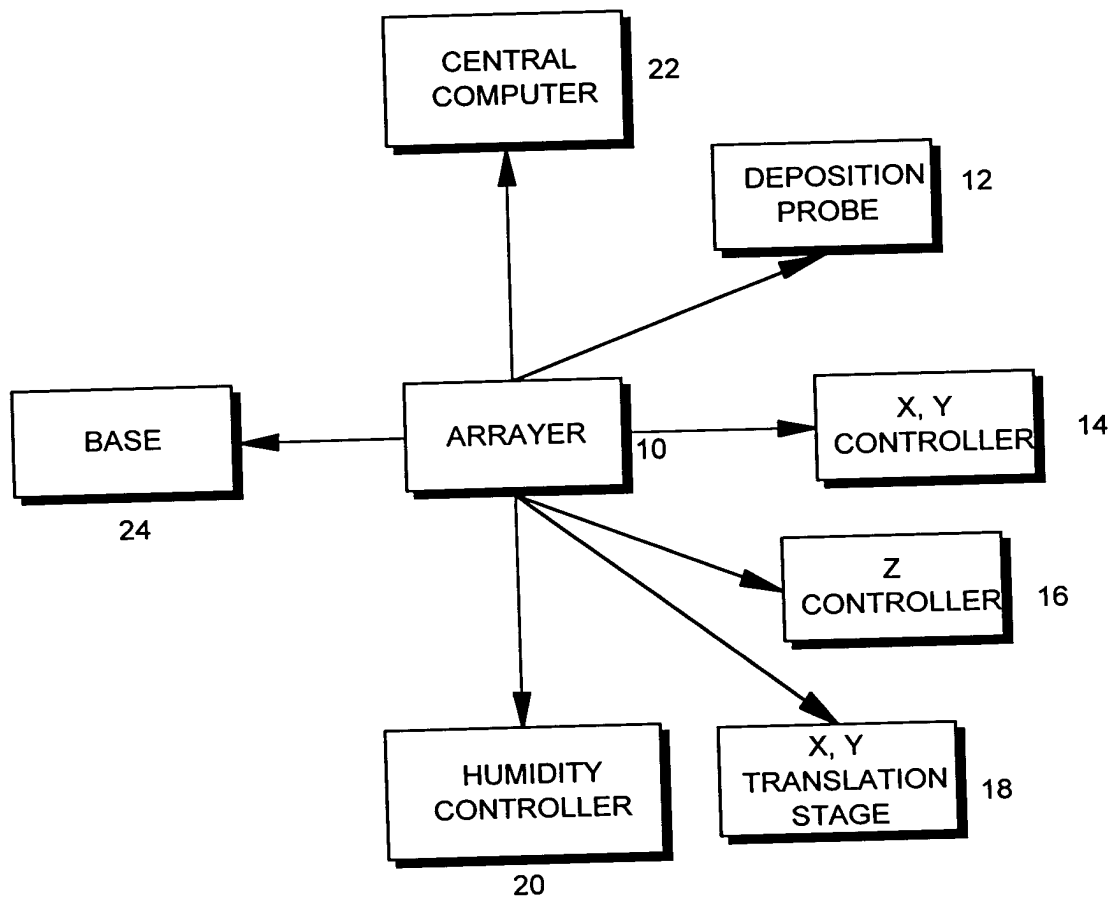 CENTRAL
COMPUTER
22
DEPOSITION
PROBE
12
BASE
24
ARRAYER
10
X, Y
CONTROLLER
14
Z
CONTROLLER
16
HUMIDITY
CONTROLLER
20
X, Y
TRANSLATION
STAGE
18